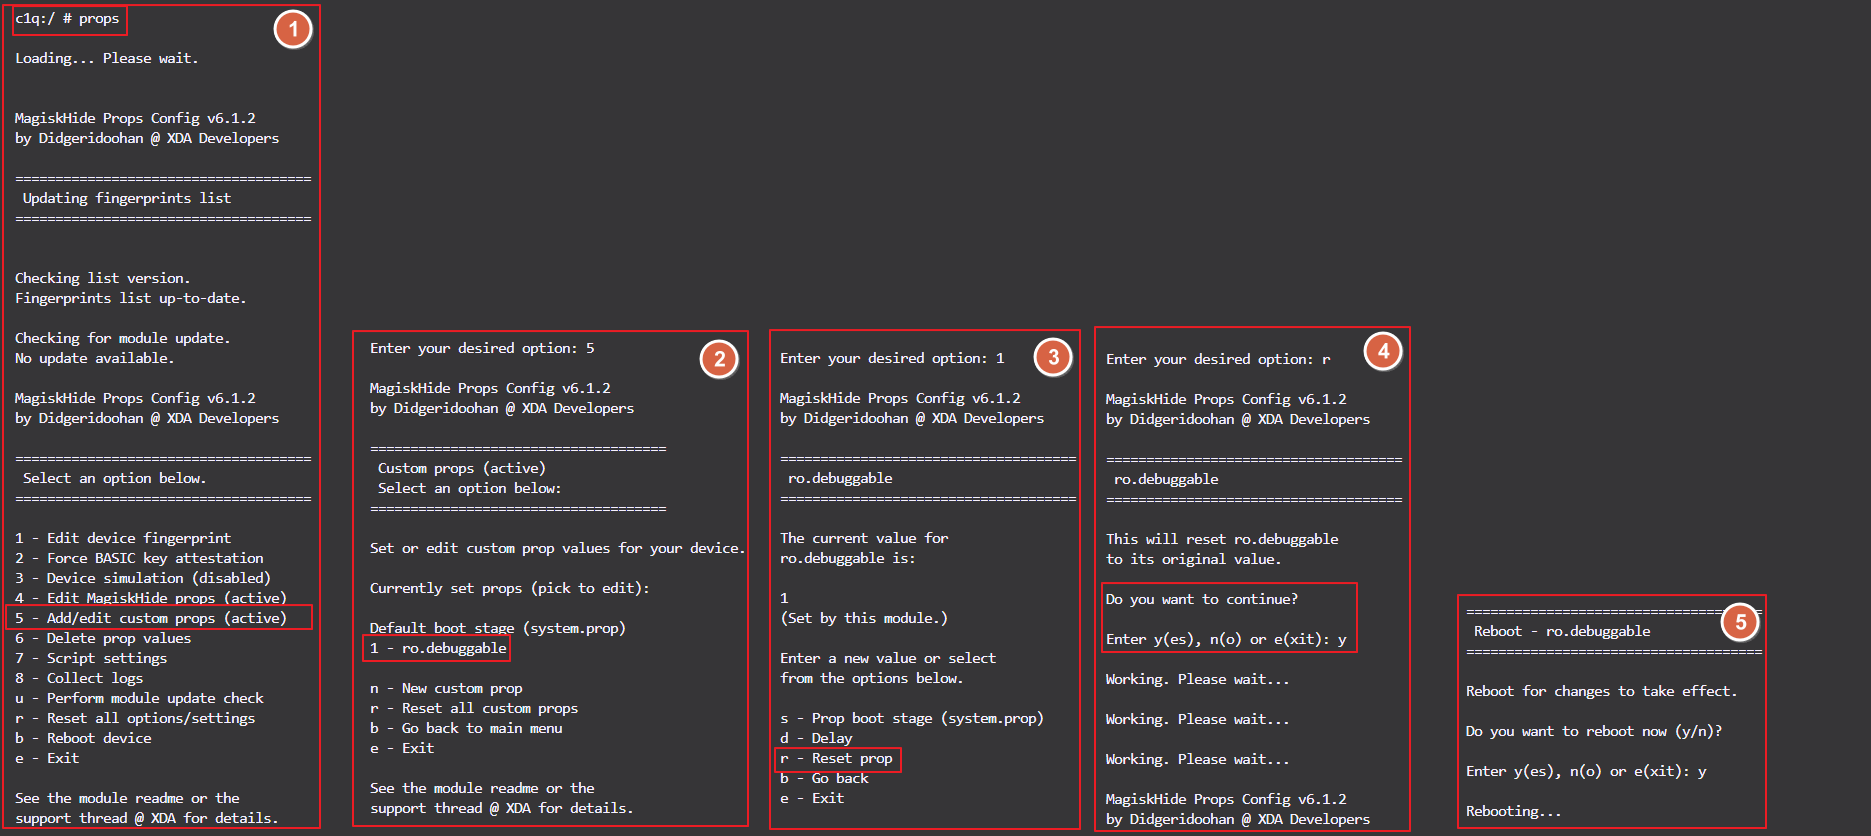 c1q:/ # props
1
Loading... Please wait.
MagiskHide Props Config v6.1.2
by Didgeridoohan @ XDA Developers
=====================================
Updating fingerprints list
=====================================
Checking list version.
Fingerprints list up-to-date.
Checking for module update.
No update available.
MagiskHide Props Config v6.1.2
by Didgeridoohan @ XDA Developers
=====================================
Select an option below.
=====================================
1 - Edit device fingerprint
2 - Force BASIC key attestation
3 - Device simulation (disabled)
4 - Edit MagiskHide props (active)
5 - Add/edit custom props (active)
6 - Delete prop values
7 - Script settings
8 - Collect logs
u - Perform module update check
r - Reset all options/settings
b - Reboot device
e - Exit
See the module readme or the
support thread @ XDA for details.
Enter your desired option: 5
2
MagiskHide Props Config v6.1.2
by Didgeridoohan @ XDA Developers
=====================================
Custom props (active)
Select an option below:
=====================================
Set or edit custom prop values for your device.
Currently set props (pick to edit):
Default boot stage (system.prop)
1 - ro.debuggable
n - New custom prop
r - Reset all custom props
b - Go back to main menu
e - Exit
See the module readme or the
support thread @ XDA for details.
Enter your desired option: 1
3
MagiskHide Props Config v6.1.2
by Didgeridoohan @ XDA Developers
=====================================
ro.debuggable
=====================================
The current value for
ro.debuggable is:
1
(Set by this module.)
Enter a new value or select
from the options below.
s - Prop boot stage (system.prop)
d - Delay
r - Reset prop
b - Go back
e - Exit
Enter your desired option: r
4
MagiskHide Props Config v6.1.2
by Didgeridoohan @ XDA Developers
=====================================
ro.debuggable
=====================================
This will reset ro.debuggable
to its original value.
Do you want to continue?
Enter y(es), n(o) or e(xit): y
Working. Please wait...
Working. Please wait...
Working. Please wait...
MagiskHide Props Config v6.1.2
by Didgeridoohan @ XDA Developers
=====================================
Reboot - ro.debuggable
5
=====================================
Reboot for changes to take effect.
Do you want to reboot now (y/n)?
Enter y(es), n(o) or e(xit): y
Rebooting...